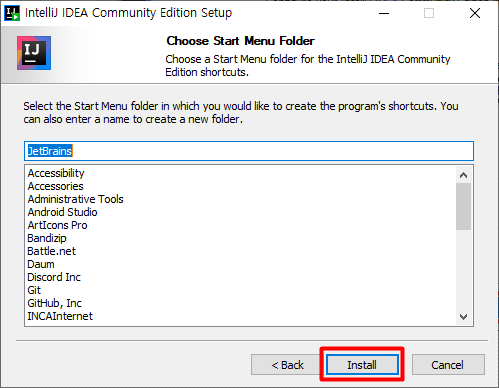 IntelliJ IDEA Community Edition Setup
IJ
Choose Start Menu Folder
Choose a Start Menu folder for the IntelliJ IDEA Community
Edition shortcuts.
Select the Start Menu folder in which you would like to create the program's shortcuts. You
can also enter a name to create a new folder.
JetBrains
Accessibility
Accessories
Administrative Tools
Android Studio
ArtIcons Pro
Bandizip
Battle.net
Daum
Discord Inc
Git
GitHub, Inc
INCAInternet
< Back
Install
Cancel